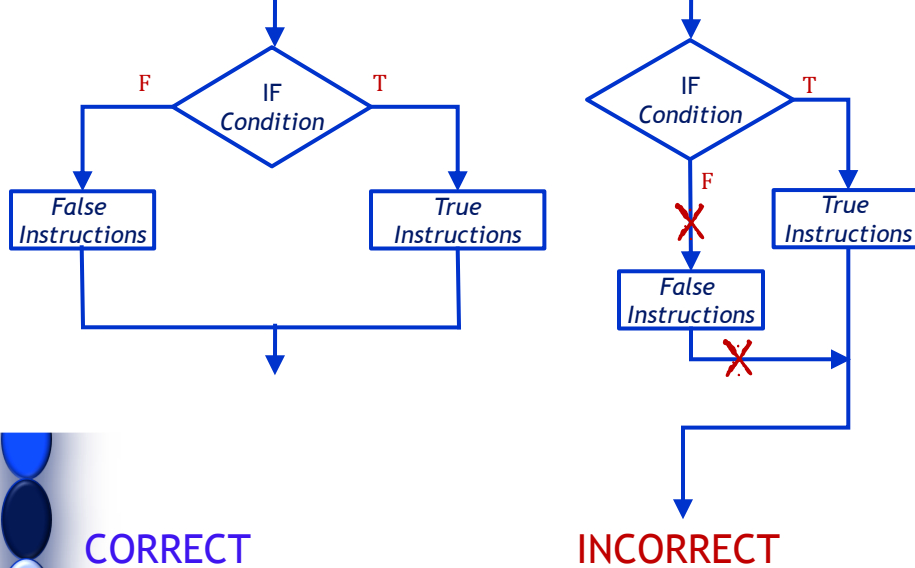 F
IF
Condition
T
False
Instructions
True
Instructions
IF
Condition
T
F
True
Instructions
False
Instructions
CORRECT
INCORRECT